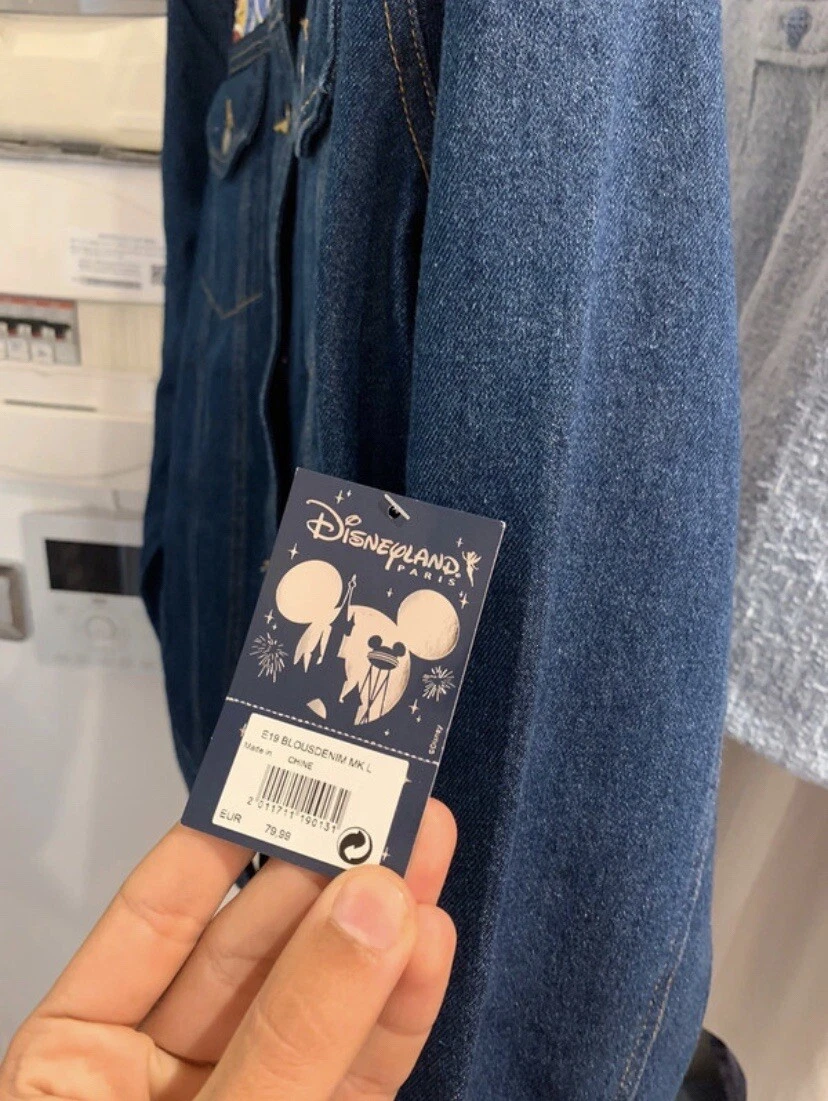 Disneyland®
PARIS
©Disney
E19 BLOUSDENIM MK L
Made in CHINE
2 011711 190131
EUR 79,99